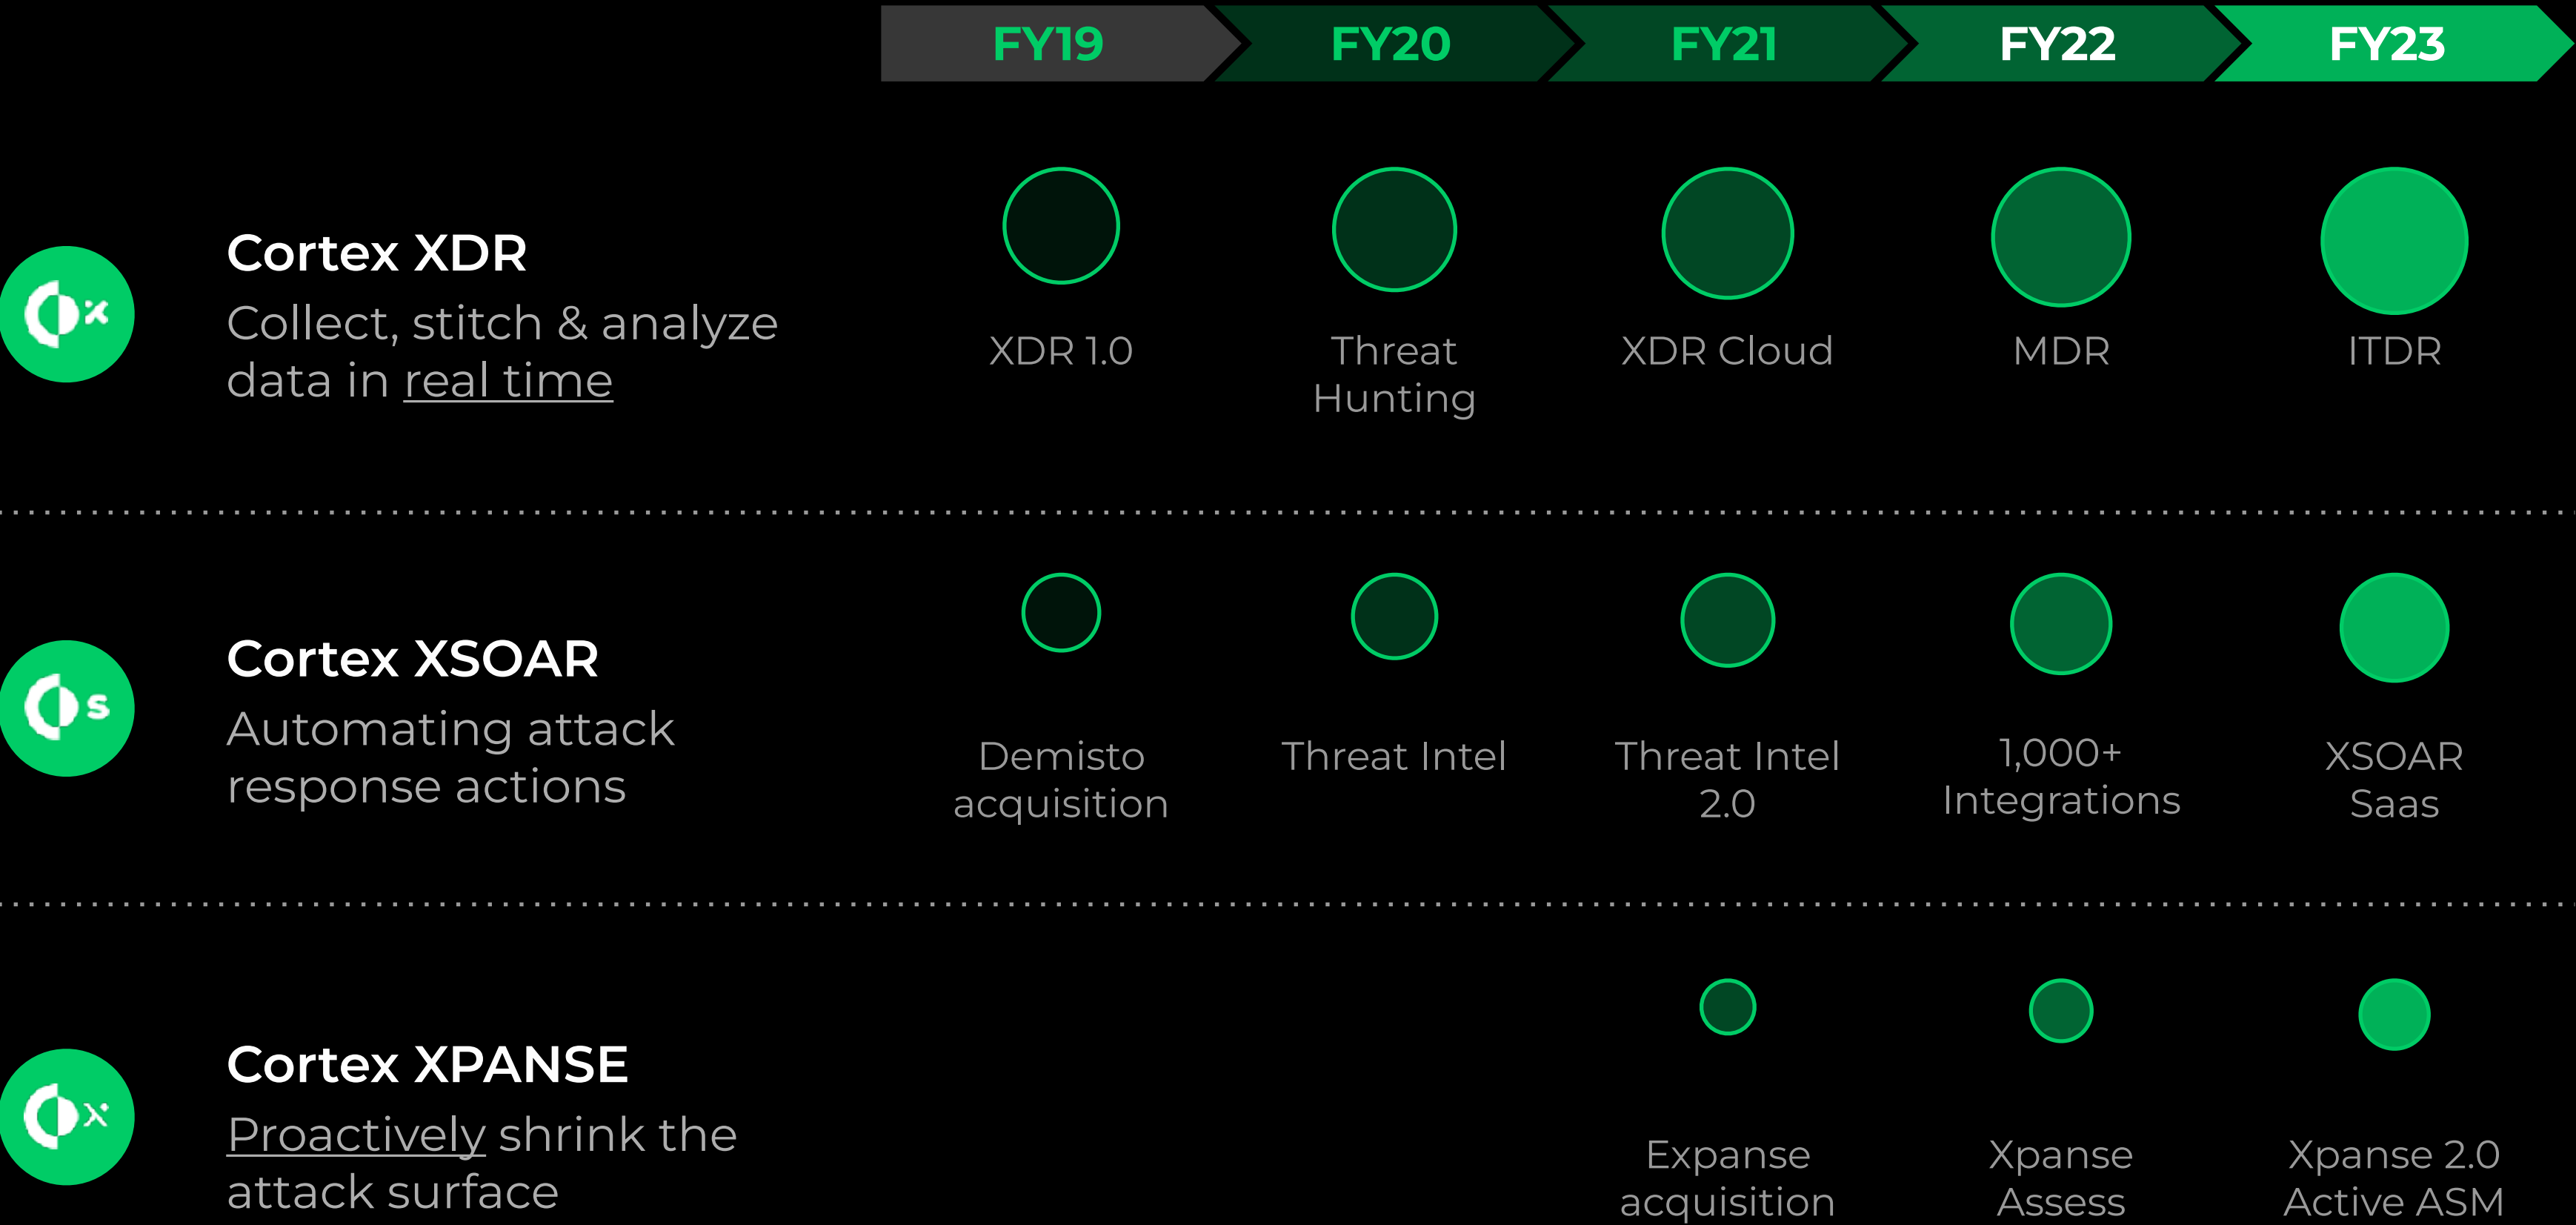 FY19 FY20 FY21 FY22 FY23
Cortex XDR
Collect, stitch & analyze
data in real time
XDR 1.0
Threat
Hunting
XDR Cloud
MDR
ITDR
Cortex XSOAR
Automating attack
response actions
Demisto
acquisition
Threat Intel
Threat Intel
2.0
1,000+
Integrations
XSOAR
Saas
Cortex XPANSE
Proactively shrink the
attack surface
Expanse
acquisition
Xpanse
Assess
Xpanse 2.0
Active ASM